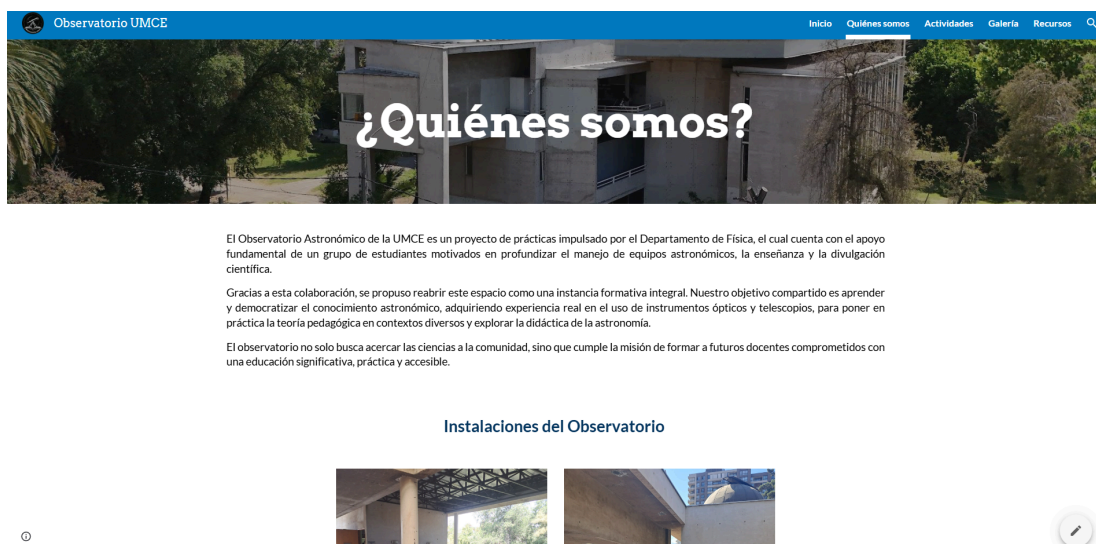 Observatorio UMCE
Inicio Quiénes somos Actividades Galería Recursos
¿Quiénes somos?
El Observatorio Astronómico de la UMCE es un proyecto de prácticas impulsado por el Departamento de Física, el cual cuenta con el apoyo
fundamental de un grupo de estudiantes motivados en profundizar el manejo de equipos astronómicos, la enseñanza y la divulgación
científica.
Gracias a esta colaboración, se propuso reabrir este espacio como una instancia formativa integral. Nuestro objetivo compartido es aprender
y democratizar el conocimiento astronómico, adquiriendo experiencia real en el uso de instrumentos ópticos y telescopios, para poner en
práctica la teoría pedagógica en contextos diversos y explorar la didáctica de la astronomía.
El observatorio no solo busca acercar las ciencias a la comunidad, sino que cumple la misión de formar a futuros docentes comprometidos con
una educación significativa, práctica y accesible.
Instalaciones del Observatorio